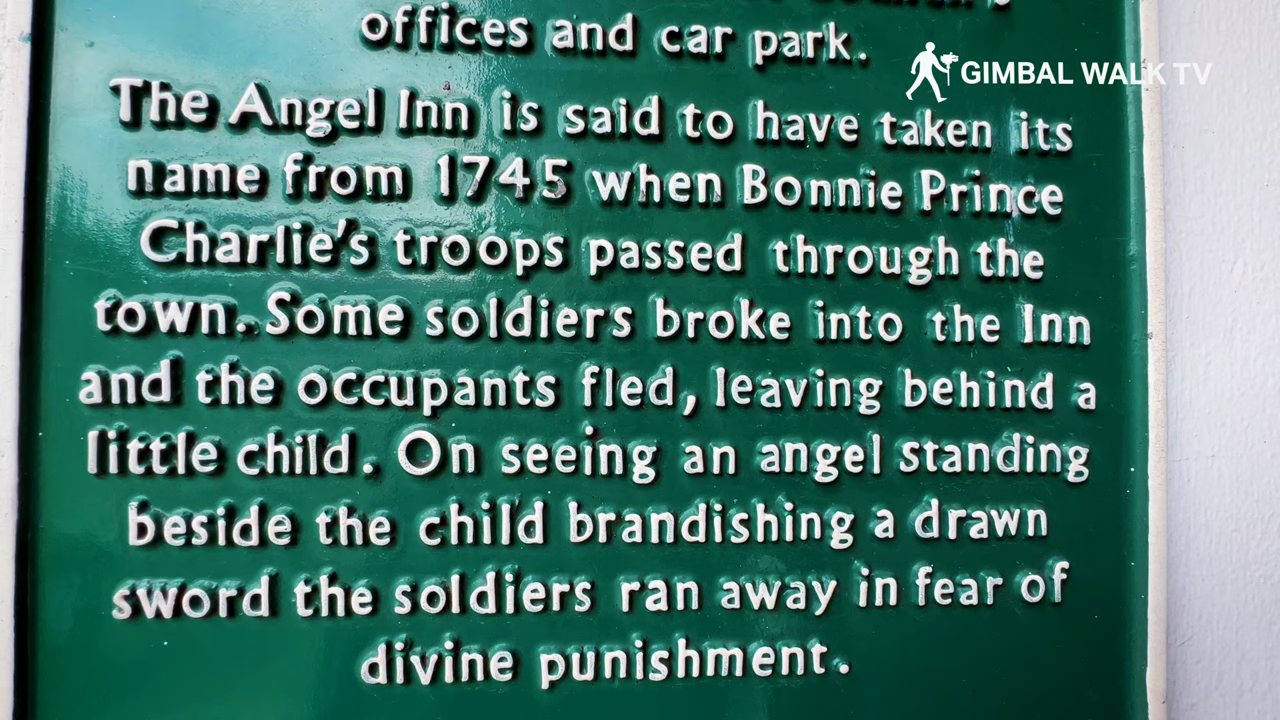 offices and car park.
GIMBAL WALK TV
The Angel Inn is said to have taken its
name from 1745 when Bonnie Prince
Charlie's troops passed through the
town. Some soldiers broke into the Inn
and the occupants fled, leaving behind a
little child. On seeing an angel standing
beside the child brandishing a drawn
sword the soldiers ran away in fear of
divine punishment.